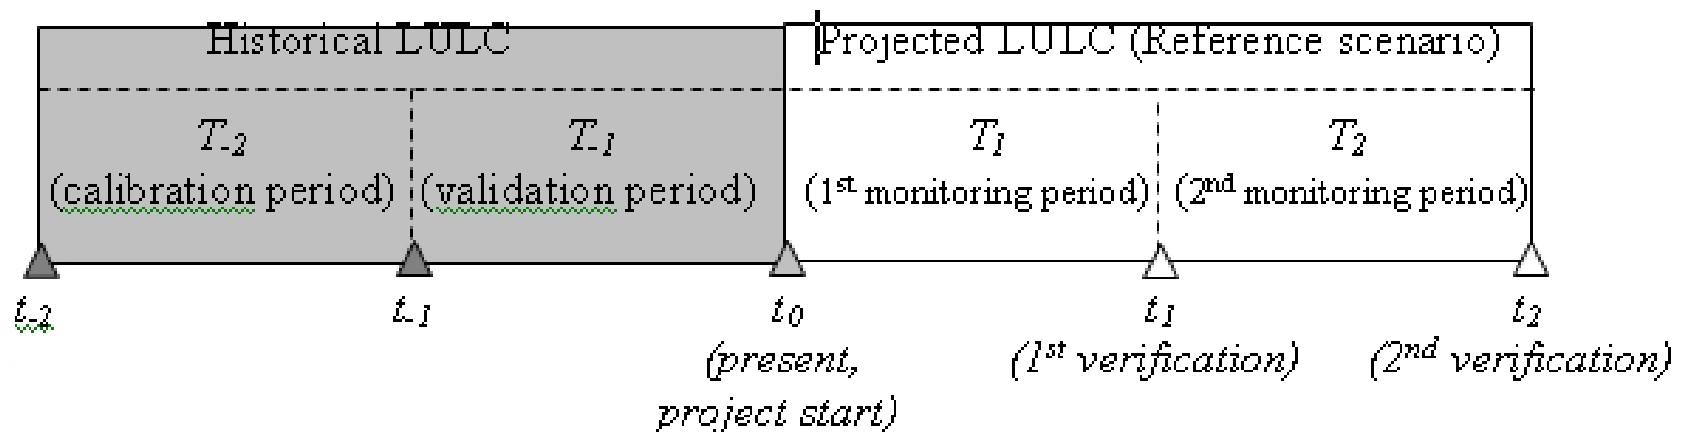 Historical LULC
Projected LULC (Reference scenario)
T-2
(calibration period)
T-1
(validation period)
T1
(1st monitoring period)
T2
(2nd monitoring period)
t-2
t-1
t0
(present,
project start)
t1
(1st verification)
t2
(2nd verification)